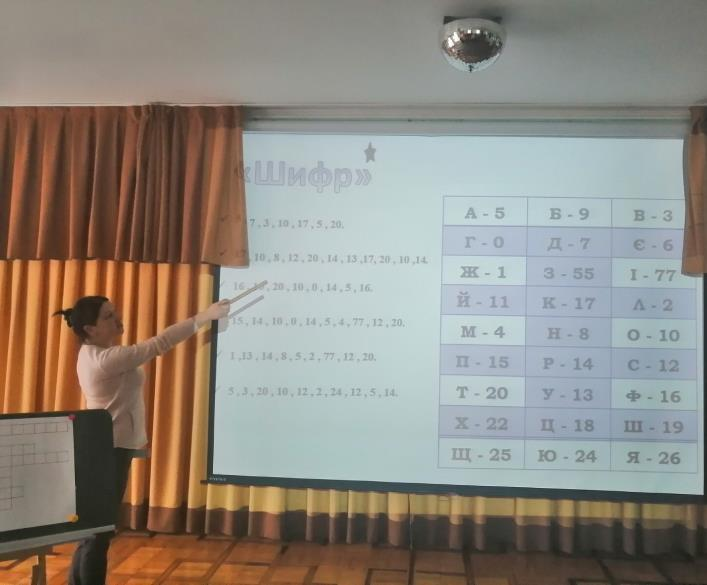 «Шифр»
7 , 3 , 10 , 17 , 5 , 20.
10 , 8 , 12 , 20 , 14 , 13 ,17, 20 , 10 ,14.
16 , 20 , 10 , 0 , 14 , 5 , 16.
15 , 14 , 10 , 0 , 14 , 5 , 4 , 77 , 12 , 20.
1 ,13 , 14 , 8 , 5 , 2 , 77 , 12 , 20.
5 , 3 , 20 , 10 , 12 , 2 , 24 , 12 , 5 , 14.
А - 5 Б - 9 В - 3
Г - 0 Д - 7 Є - 6
Ж - 1 З - 55 І - 77
Й - 11 К - 17 Л - 2
М - 4 Н - 8 О - 10
П - 15 Р - 14 С - 12
Т - 20 У - 13 Ф - 16
Х - 22 Ц - 18 Ш - 19
Щ - 25 Ю - 24 Я - 26